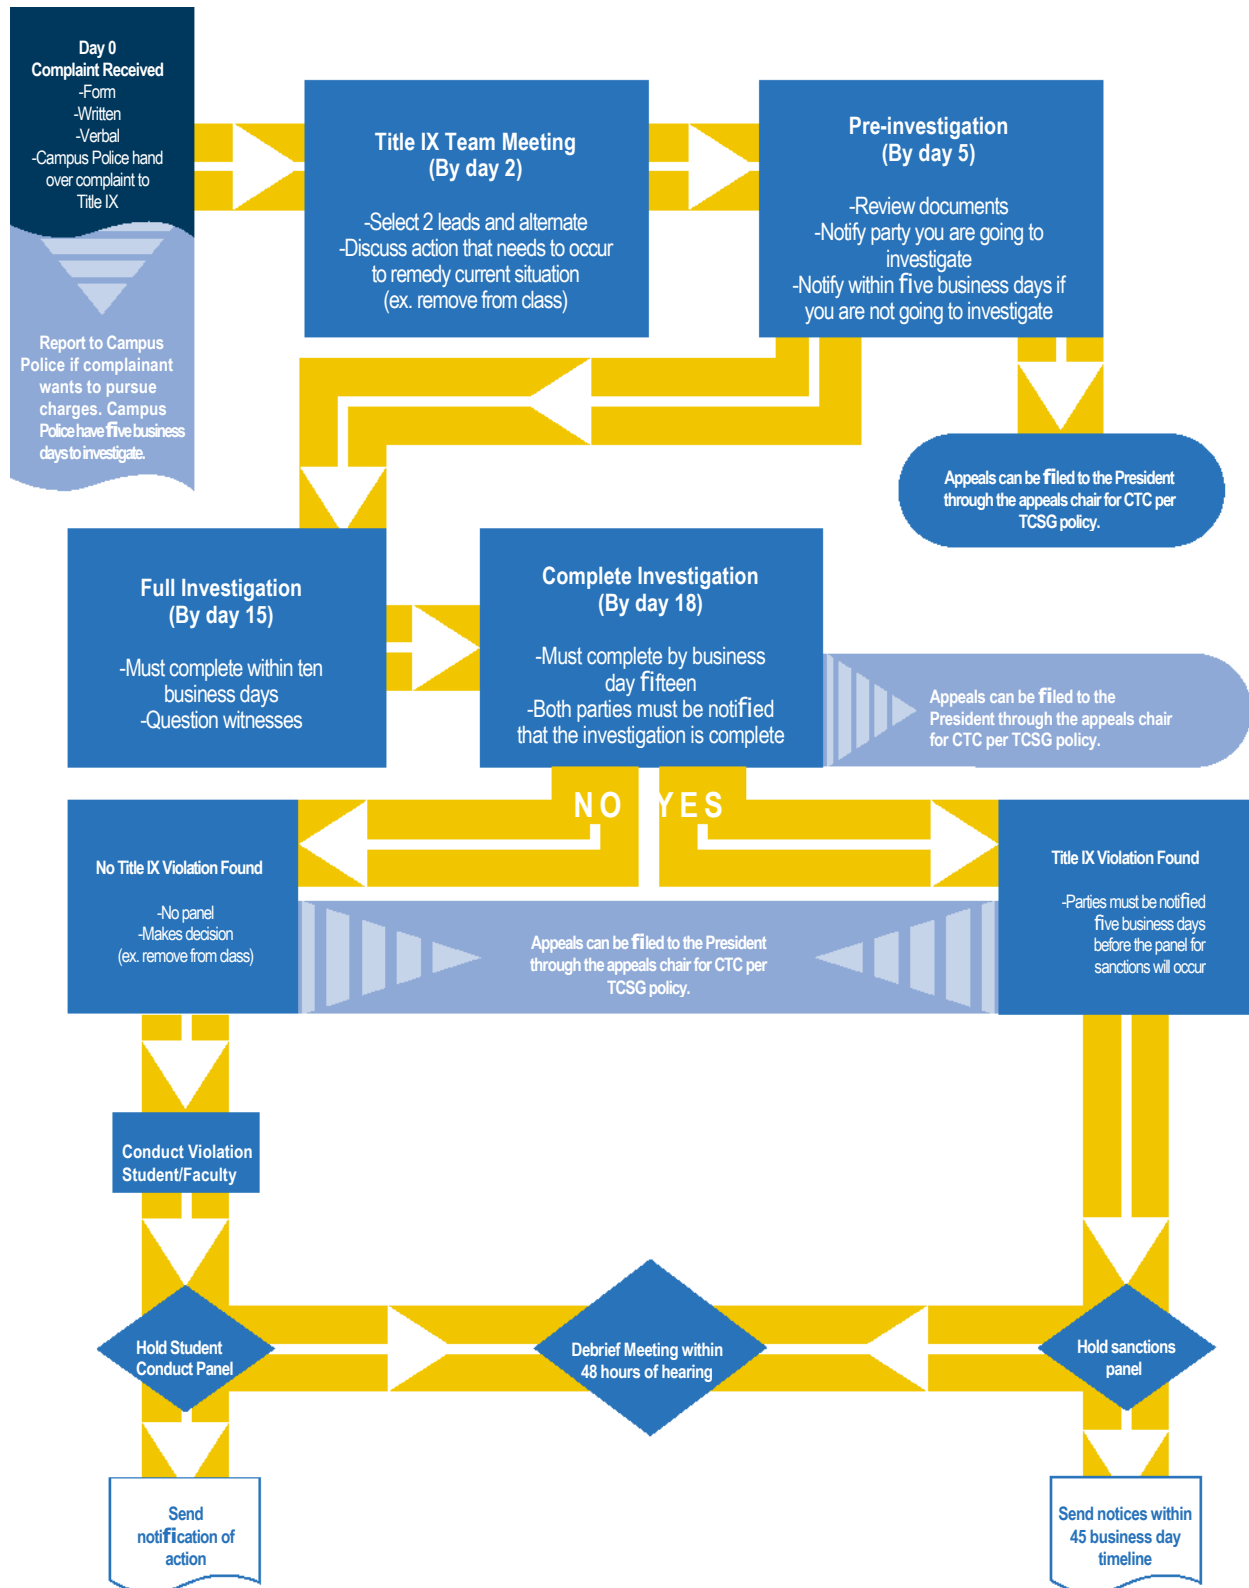 Day 0
Complaint Received
-Form
-Written
-Verbal
-Campus Police hand
over complaint to
Title IX
Report to Campus
Police if complainant
wants to pursue
charges. Campus
Police have five business
days to investigate.
Title IX Team Meeting
(By day 2)
-Select 2 leads and alternate
-Discuss action that needs to occur
to remedy current situation
(ex. remove from class)
Pre-investigation
(By day 5)
-Review documents
-Notify party you are going to
investigate
-Notify within five business days if
you are not going to investigate
Appeals can be filed to the President
through the appeals chair for CTC per
TCSG policy.
Full Investigation
(By day 15)
-Must complete within ten
business days
-Question witnesses
Complete Investigation
(By day 18)
-Must complete by business
day fifteen
-Both parties must be notified
that the investigation is complete
Appeals can be filed to the
President through the appeals chair
for CTC per TCSG policy.
NO YES
No Title IX Violation Found
-No panel
-Makes decision
(ex. remove from class)
Appeals can be filed to the President
through the appeals chair for CTC per
TCSG policy.
Title IX Violation Found
-Parties must be notified
five business days
before the panel for
sanctions will occur
Conduct Violation
Student/Faculty
Hold Student
Conduct Panel
Debrief Meeting within
48 hours of hearing
Hold sanctions
panel
Send
notification of
action
Send notices within
45 business day
timeline